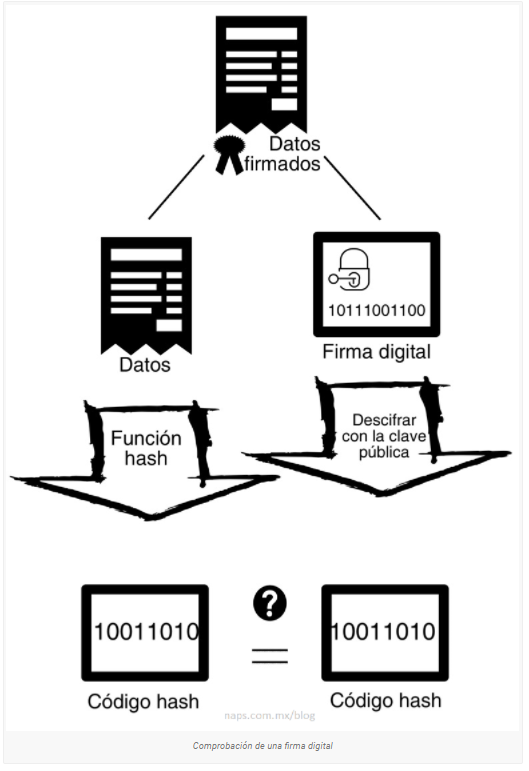 Datos
firmados
Datos
10111001100
Firma digital
Función
hash
Descifrar
con la clave
pública
10011010
?
=
10011010
Código hash
Código hash
naps.com.mx/blog
Comprobación de una firma digital